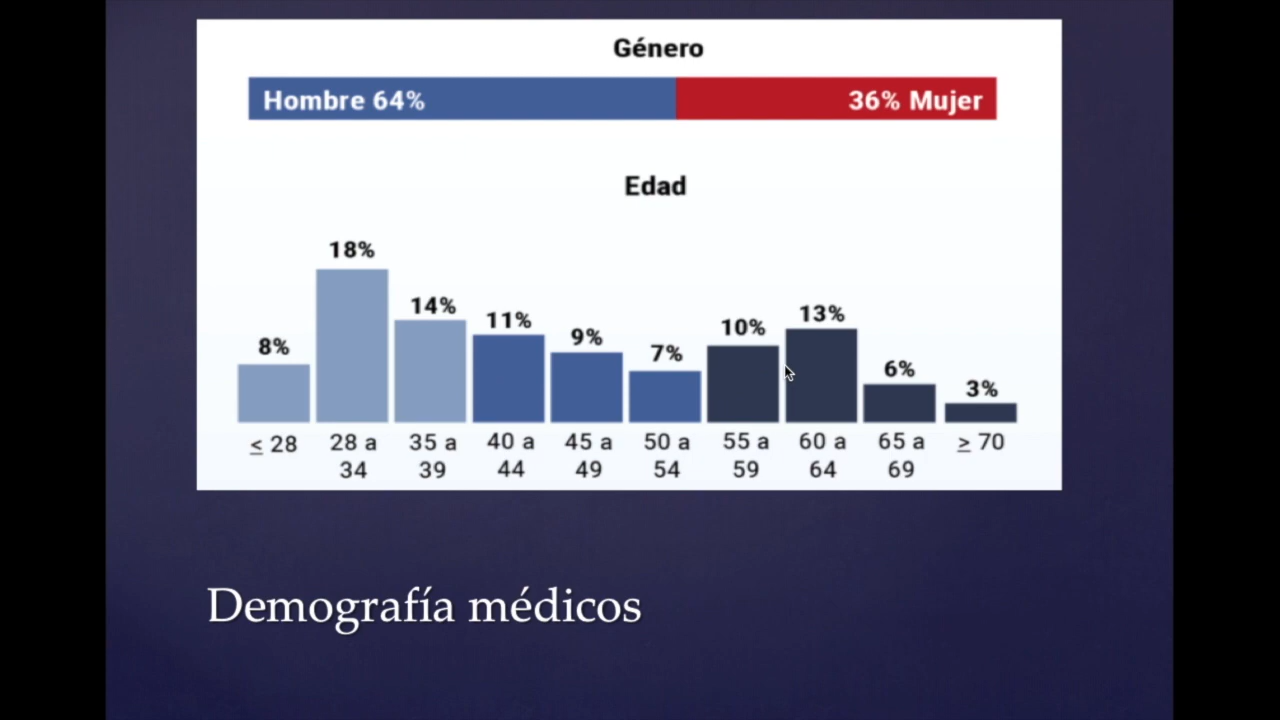 Género
Hombre 64%
36% Mujer
Edad
8%
18%
14%
11%
9%
7%
10%
13%
6%
3%
≤ 28
28 a 34
35 a 39
40 a 44
45 a 49
50 a 54
55 a 59
60 a 64
65 a 69
≥ 70
Demografía médicos